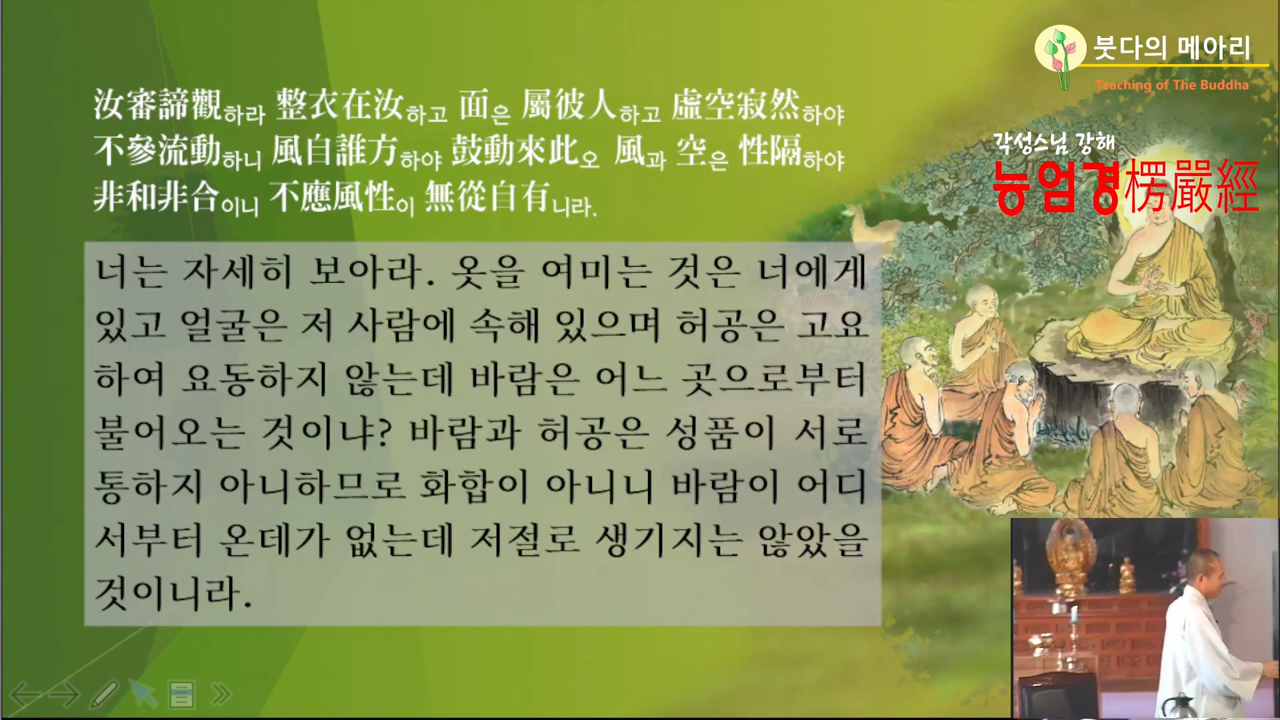 汝審諦觀하라 整衣在汝하고 面은 屬彼人하고 虛空寂然하야
不參流動하니 風自誰方하야 鼓動來此오 風과 空은 性隔하야
非和非合이니 不應風性이 無從自有니라.
너는 자세히 보아라. 옷을 여미는 것은 너에게
있고 얼굴은 저 사람에 속해 있으며 허공은 고요
하여 요동하지 않는데 바람은 어느 곳으로부터
불어오는 것이냐? 바람과 허공은 성품이 서로
통하지 아니하므로 화합이 아니니 바람이 어디
서부터 온데가 없는데 저절로 생기지는 않았을
것이니라.
붓다의 메아리
Teaching of The Buddha
각성스님 강해
능엄경楞嚴經